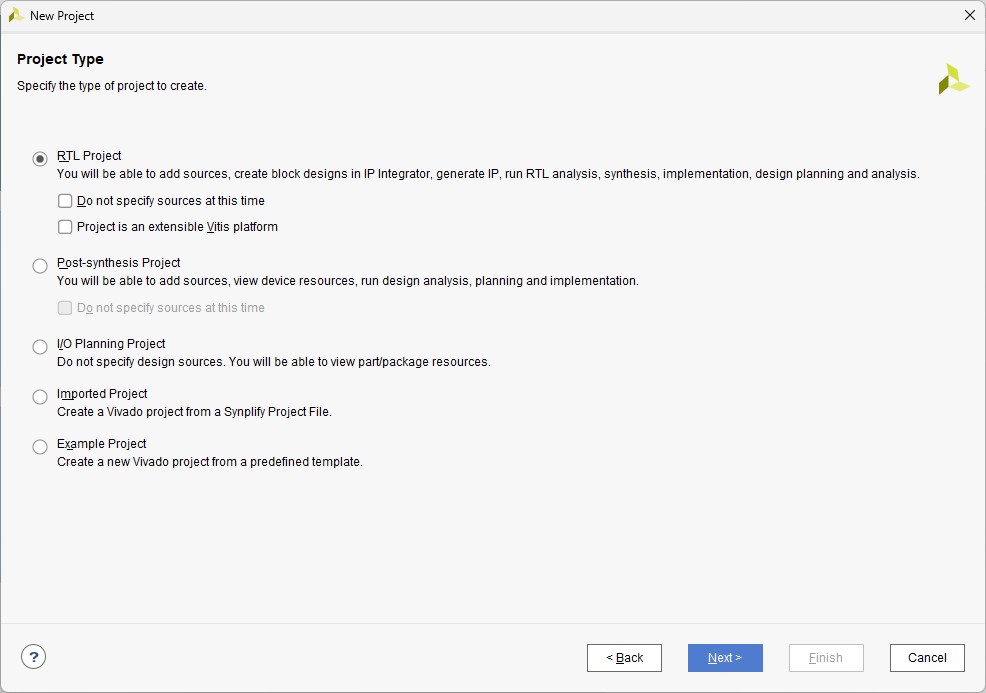 New Project
Project Type
Specify the type of project to create.
RTL Project
You will be able to add sources, create block designs in IP Integrator, generate IP, run RTL analysis, synthesis, implementation, design planning and analysis.
Do not specify sources at this time
Project is an extensible Vitis platform
Post-synthesis Project
You will be able to add sources, view device resources, run design analysis, planning and implementation.
Do not specify sources at this time
I/O Planning Project
Do not specify design sources. You will be able to view part/package resources.
Imported Project
Create a Vivado project from a Synplify Project File.
Example Project
Create a new Vivado project from a predefined template.
? < Back Next > Finish Cancel